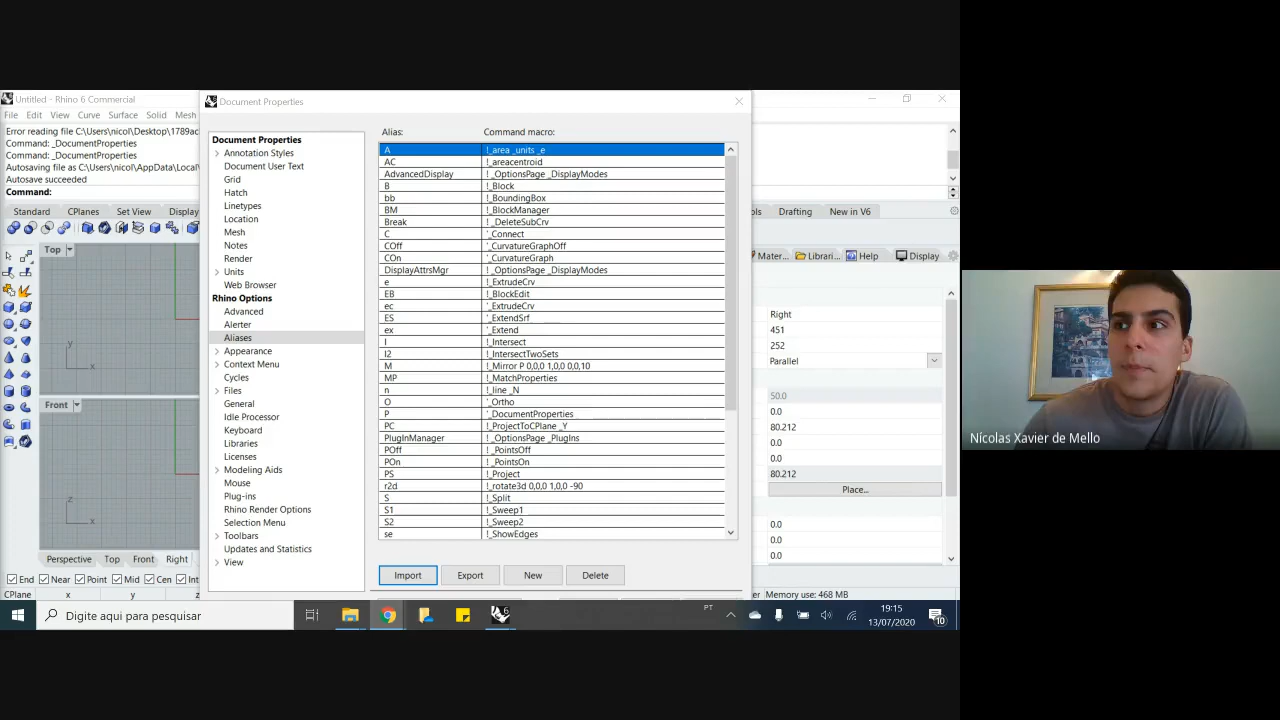 Untitled - Rhino 6 Commercial
File Edit View Curve Surface Solid Mesh
Error reading file C:\Users\nicol\Desktop\1789ac
Command: _DocumentProperties
Command: _DocumentProperties
Autosaving file as C:\Users\nicol\AppData\Local\
Autosave succeeded
Command:
Standard CPlanes Set View Display
Top
Front
Perspective Top Front Right
End Near Point Mid Cen Int
CPlane x y z
Document Properties
Document Properties
Annotation Styles
Document User Text
Grid
Hatch
Linetypes
Location
Mesh
Notes
Render
Units
Web Browser
Rhino Options
Advanced
Alerter
Aliases
Appearance
Context Menu
Cycles
Files
General
Idle Processor
Keyboard
Libraries
Licenses
Modeling Aids
Mouse
Plug-ins
Rhino Render Options
Selection Menu
Toolbars
Updates and Statistics
View
Alias: Command macro:
A !_area _units _e
AC !_areacentroid
AdvancedDisplay !_OptionsPage _DisplayModes
B !_Block
bb !_BoundingBox
BM !_BlockManager
Break !_DeleteSubCrv
C '_Connect
COff '_CurvatureGraphOff
COn '_CurvatureGraph
DisplayAttrsMgr !_OptionsPage _DisplayModes
e !_ExtrudeCrv
EB !_BlockEdit
ec '_ExtrudeCrv
ES '_ExtendSrf
ex '_Extend
I !_Intersect
I2 !_IntersectTwoSets
M !_Mirror P 0,0,0 1,0,0 0,0,10
MP !_MatchProperties
n !_line _N
O '_Ortho
P '_DocumentProperties
PC '_ProjectToCPlane _Y
PlugInManager !_OptionsPage _PlugIns
POff !_PointsOff
POn !_PointsOn
PS !_Project
r2d !_rotate3d 0,0,0 1,0,0 -90
S !_Split
S1 !_Sweep1
S2 !_Sweep2
se !_ShowEdges
Import Export New Delete
ols Drafting New in V6
Mater... Librari... Help Display
Right
451
252
Parallel
50.0
0.0
80.212
0.0
0.0
80.212
Place...
0.0
0.0
0.0
er Memory use: 468 MB
Digite aqui para pesquisar
PT
19:15
13/07/2020
10
Nícolas Xavier de Mello